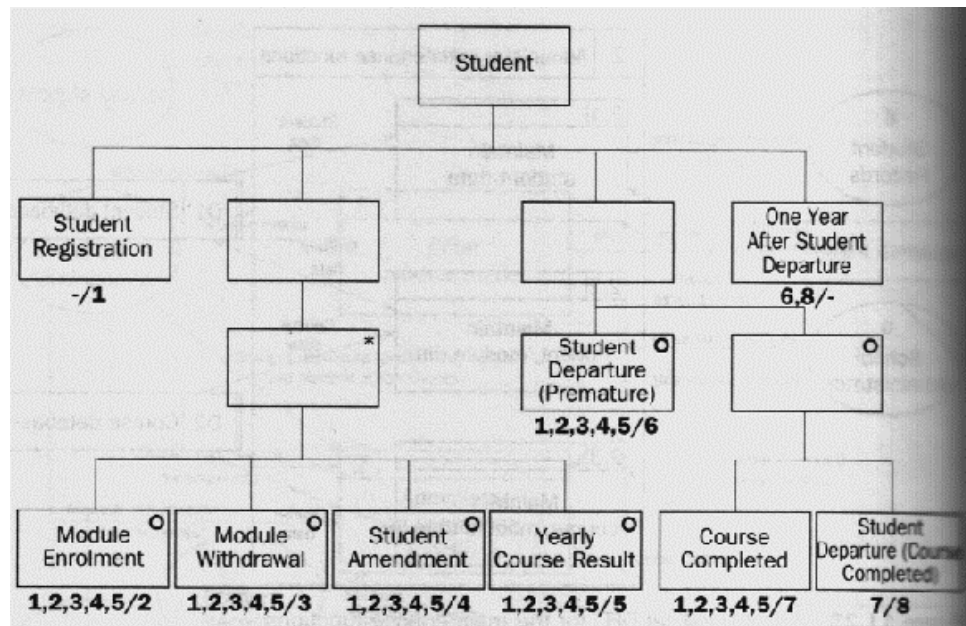 Student
Student
Registration
-/1
One Year
After Student
Departure
6,8/-
*
Student
Departure
(Premature)
O
1,2,3,4,5/6
O
Module
Enrolment
O
1,2,3,4,5/2
Module
Withdrawal
O
1,2,3,4,5/3
Student
Amendment
O
1,2,3,4,5/4
Yearly
Course Result
O
1,2,3,4,5/5
Course
Completed
1,2,3,4,5/7
Student
Departure (Course
Completed)
7/8